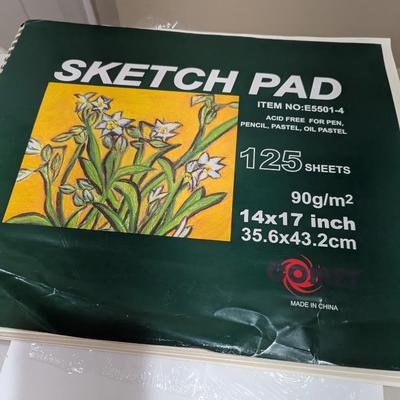 SKETCH PAD
ITEM NO:E5501-4
ACID FREE FOR PEN,
PENCIL, PASTEL, OIL PASTEL
125 SHEETS
90g/m2
14x17 inch
35.6x43.2cm
MADE IN CHINA